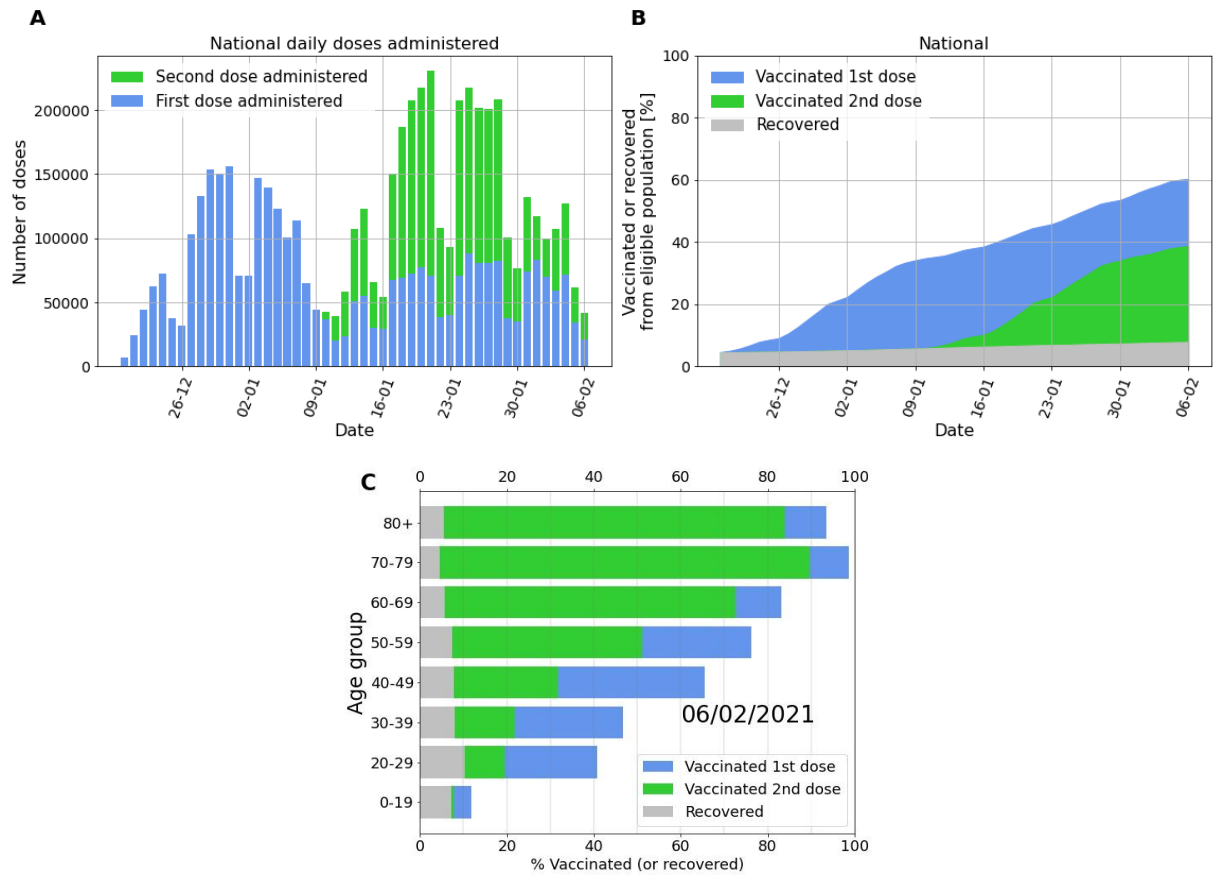 A
National daily doses administered
Second dose administered
First dose administered
Number of doses
200000
150000
100000
50000
0
26-12
02-01
09-01
16-01
23-01
30-01
06-02
Date
B
National
Vaccinated 1st dose
Vaccinated 2nd dose
Recovered
Vaccinated or recovered
from eligible population [%]
100
80
60
40
20
0
26-12
02-01
09-01
16-01
23-01
30-01
06-02
Date
C
0 20 40 60 80 100
Age group
80+
70-79
60-69
50-59
40-49
30-39
20-29
0-19
06/02/2021
Vaccinated 1st dose
Vaccinated 2nd dose
Recovered
0 20 40 60 80 100
% Vaccinated (or recovered)